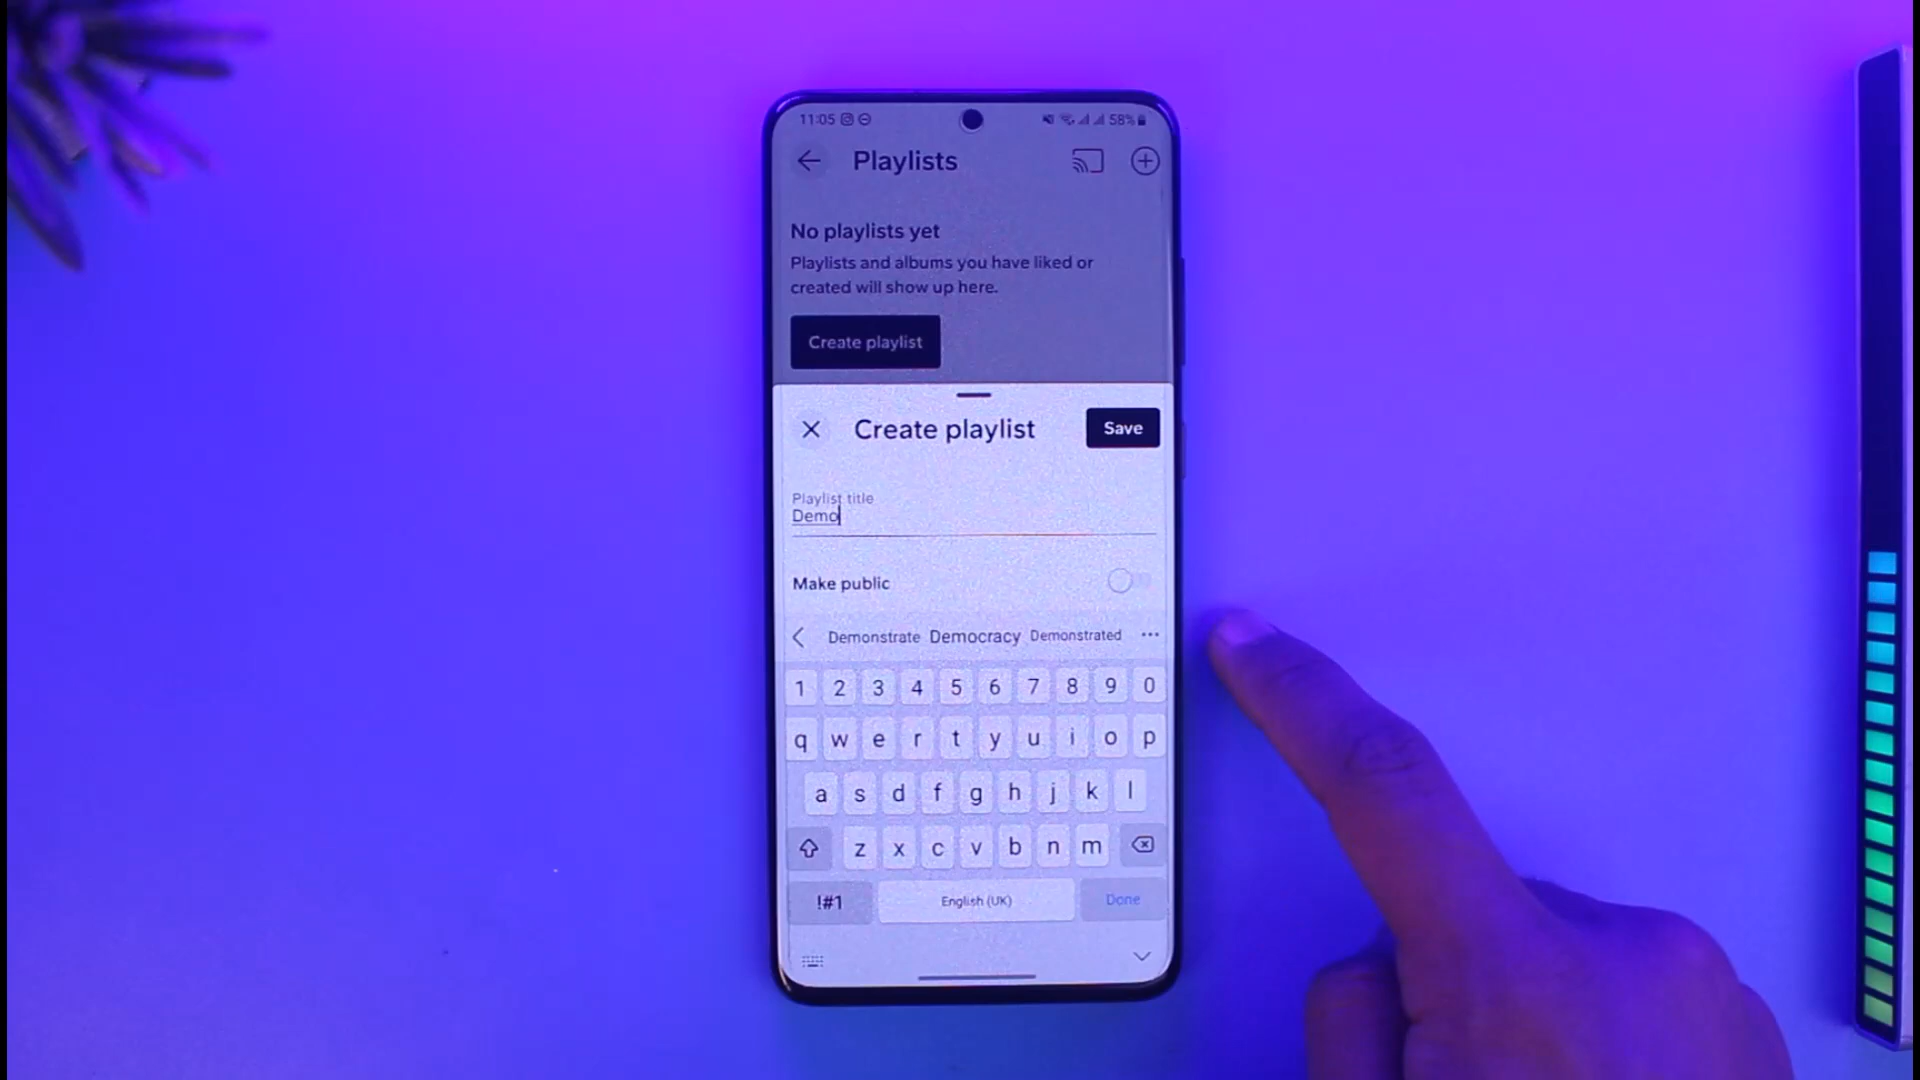 11:05 58%
Playlists
No playlists yet
Playlists and albums you have liked or
created will show up here.
Create playlist
Create playlist Save
Playlist title
Demo
Make public
Demonstrate Democracy Demonstrated
1 2 3 4 5 6 7 8 9 0
q w e r t y u i o p
a s d f g h j k l
z x c v b n m
!#1 English (UK) Done